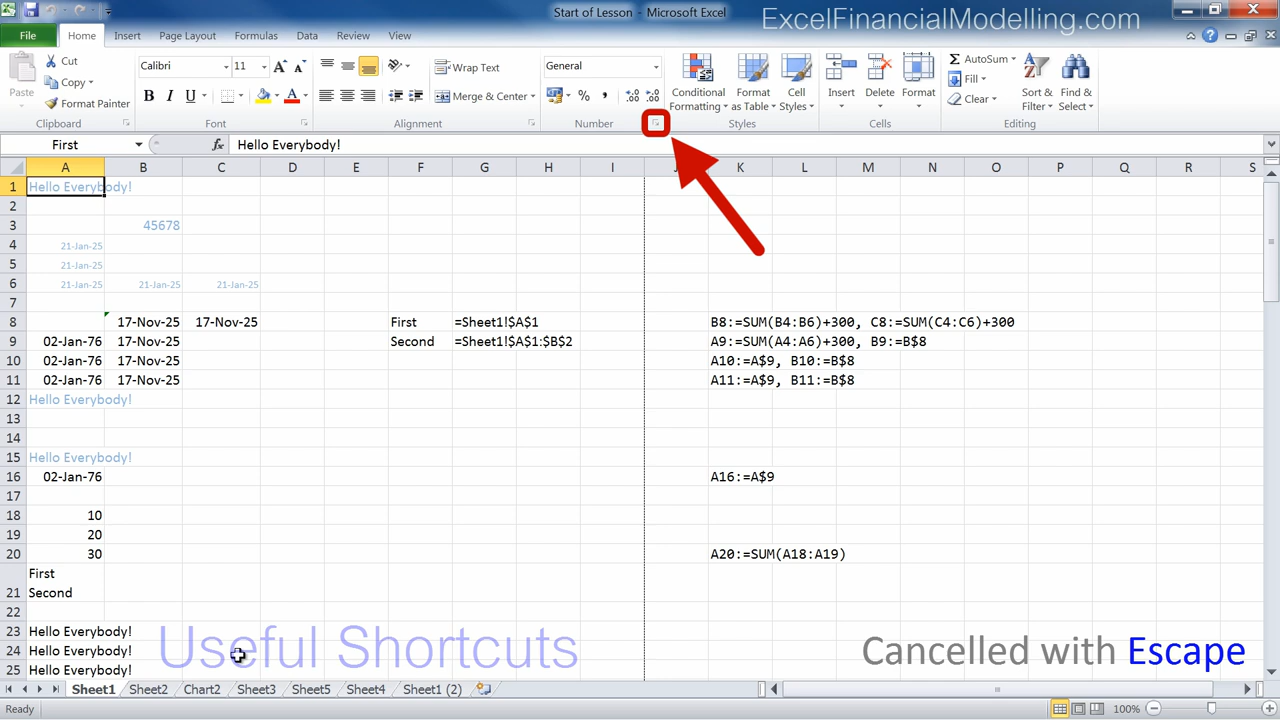 Start of Lesson - Microsoft Excel
ExcelFinancialModelling.com
File Home Insert Page Layout Formulas Data Review View
Paste
Cut
Copy
Format Painter
Calibri 11
B I U A
Wrap Text
Merge & Center
General
%
Conditional Formatting
Format as Table
Cell Styles
Insert
Delete
Format
AutoSum
Fill
Clear
Sort & Filter
Find & Select
Clipboard Font Alignment Number Styles Cells Editing
First fx Hello Everybody!
A B C D E F G H I J K L M N O P Q R S
1 Hello Everybody!
2
3 45678
4 21-Jan-25
5 21-Jan-25
6 21-Jan-25 21-Jan-25 21-Jan-25
7
8 17-Nov-25 17-Nov-25 First =Sheet1!$A$1 B8:=SUM(B4:B6)+300, C8:=SUM(C4:C6)+300
9 02-Jan-76 17-Nov-25 Second =Sheet1!$A$1:$B$2 A9:=SUM(A4:A6)+300, B9:=B$8
10 02-Jan-76 17-Nov-25 A10:=A$9, B10:=B$8
11 02-Jan-76 17-Nov-25 A11:=A$9, B11:=B$8
12 Hello Everybody!
13
14
15 Hello Everybody!
16 02-Jan-76 A16:=A$9
17
18 10
19 20
20 30 A20:=SUM(A18:A19)
First
21 Second
22
23 Hello Everybody!
24 Hello Everybody!
25 Hello Everybody!
Useful Shortcuts
Cancelled with Escape
Sheet1 Sheet2 Chart2 Sheet3 Sheet5 Sheet4 Sheet1 (2)
Ready 100%